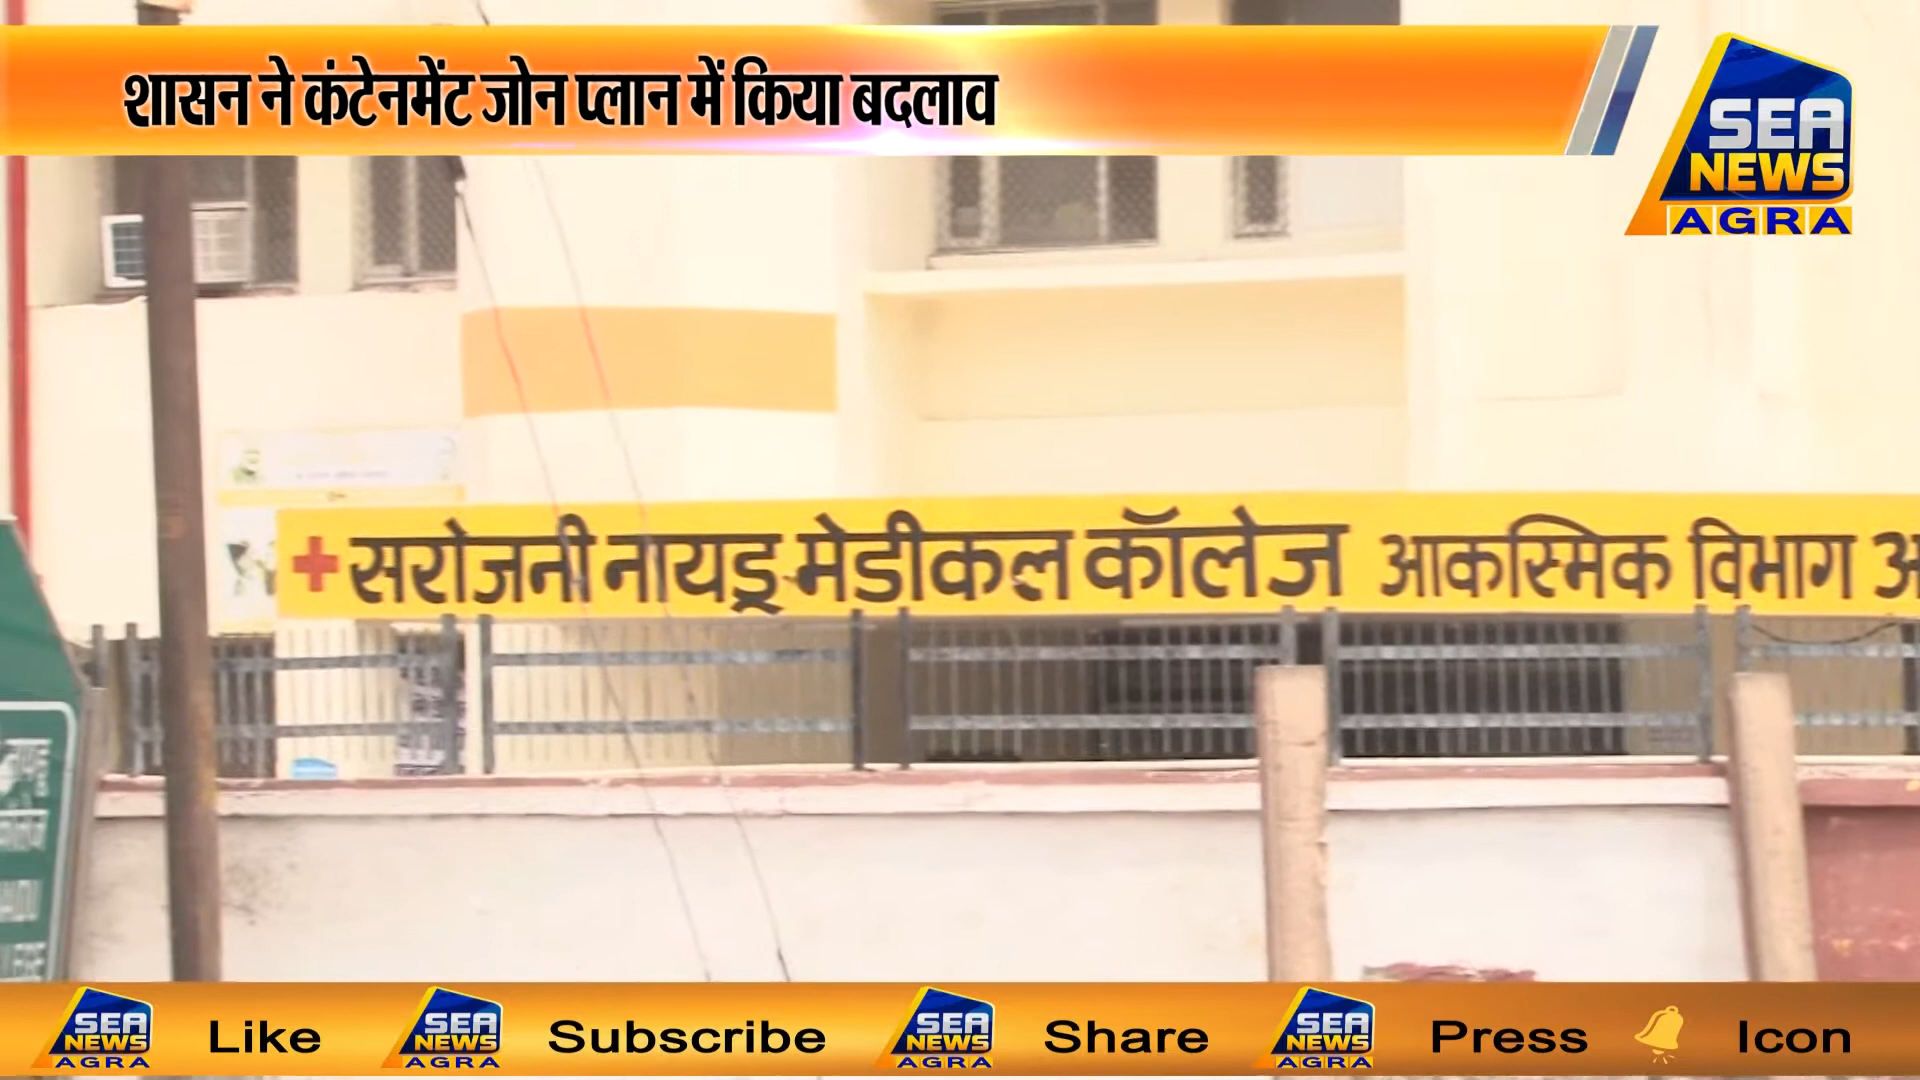 शासन ने कंटेनमेंट जोन प्लान में किया बदलाव
SEA
NEWS
AGRA
सरोजनी नायडू मेडीकल कॉलेज आकस्मिक विभाग
SEA NEWS AGRA Like SEA NEWS AGRA Subscribe SEA NEWS AGRA Share SEA NEWS AGRA Press Icon